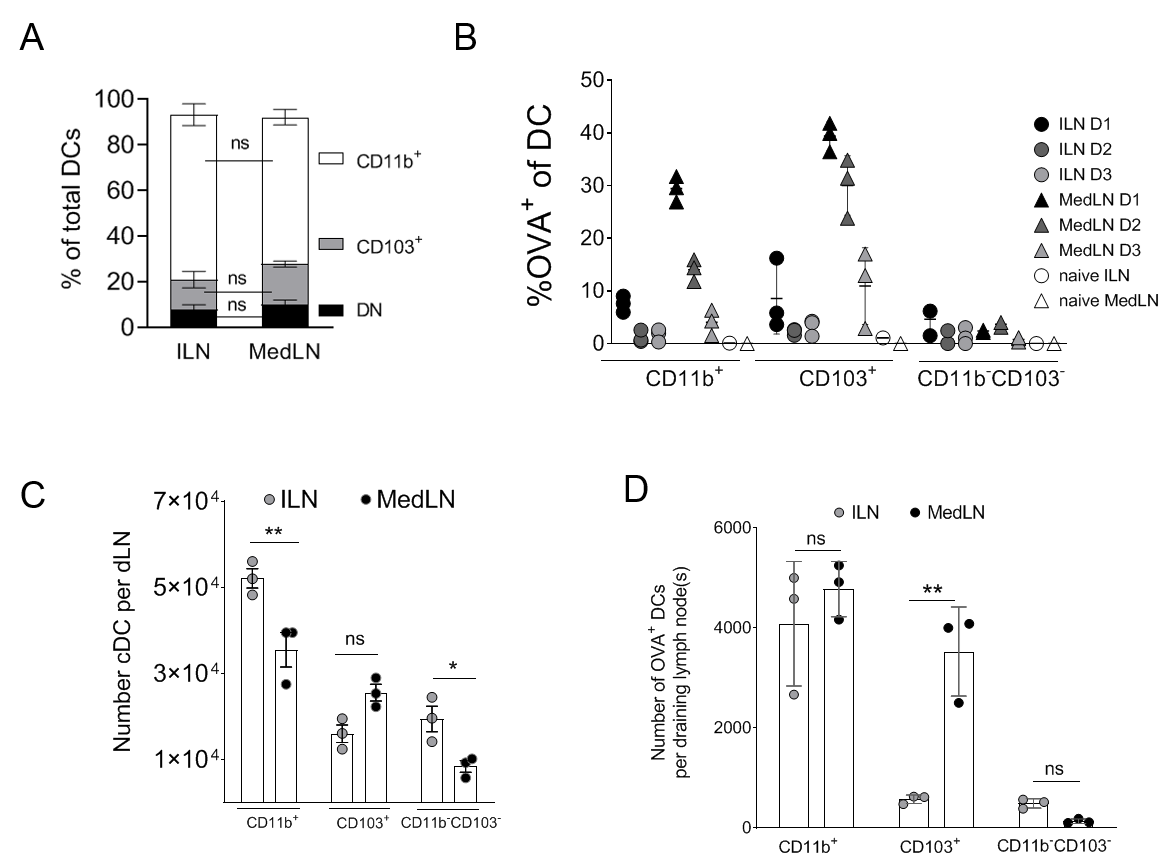 A
% of total DCs
100
80
60
40
20
0
ns
ns
ns
CD11b⁺
CD103⁺
DN
ILN MedLN
B
%OVA⁺ of DC
50
40
30
20
10
0
ILN D1
ILN D2
ILN D3
MedLN D1
MedLN D2
MedLN D3
naive ILN
naive MedLN
CD11b⁺ CD103⁺ CD11b⁻CD103⁻
C
ILN MedLN
Number cDC per dLN
7×10⁴
5×10⁴
3×10⁴
1×10⁴
**
ns
*
CD11b⁺ CD103⁺ CD11b⁻CD103⁻
D
ILN MedLN
Number of OVA⁺ DCs
per draining lymph node(s)
6000
4000
2000
0
ns
**
ns
CD11b⁺ CD103⁺ CD11b⁻CD103⁻